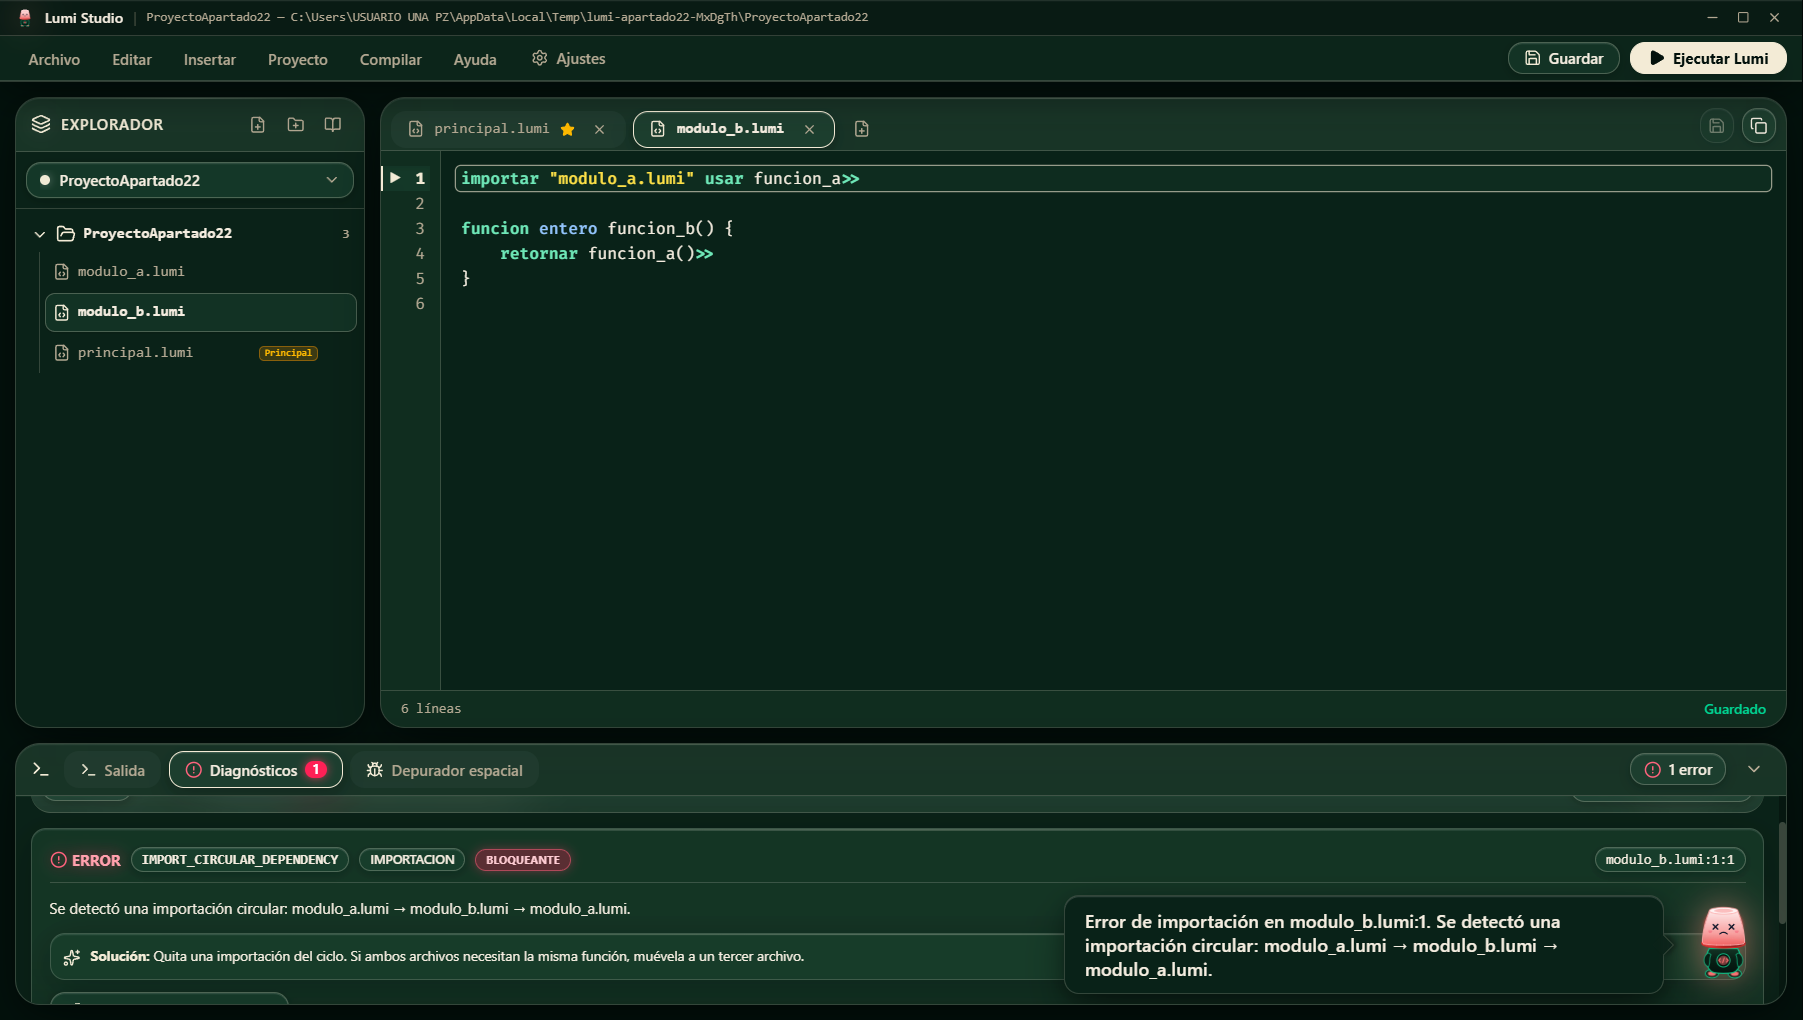 Lumi Studio | ProyectoApartado22 — C:\Users\USUARIO UNA PZ\AppData\Local\Temp\lumi-apartado22-MxDgTh\ProyectoApartado22
Archivo Editar Insertar Proyecto Compilar Ayuda Ajustes Guardar Ejecutar Lumi
EXPLORADOR
ProyectoApartado22
ProyectoApartado22 3
modulo_a.lumi
modulo_b.lumi
principal.lumi Principal
principal.lumi modulo_b.lumi
1 importar "modulo_a.lumi" usar funcion_a>>
2
3 funcion entero funcion_b() {
4 retornar funcion_a()>>
5 }
6
6 líneas Guardado
Salida Diagnósticos 1 Depurador espacial 1 error
ERROR IMPORT_CIRCULAR_DEPENDENCY IMPORTACION BLOQUEANTE modulo_b.lumi:1:1
Se detectó una importación circular: modulo_a.lumi → modulo_b.lumi → modulo_a.lumi.
Solución: Quita una importación del ciclo. Si ambos archivos necesitan la misma función, muévela a un tercer archivo.
Error de importación en modulo_b.lumi:1. Se detectó una
importación circular: modulo_a.lumi → modulo_b.lumi →
modulo_a.lumi.